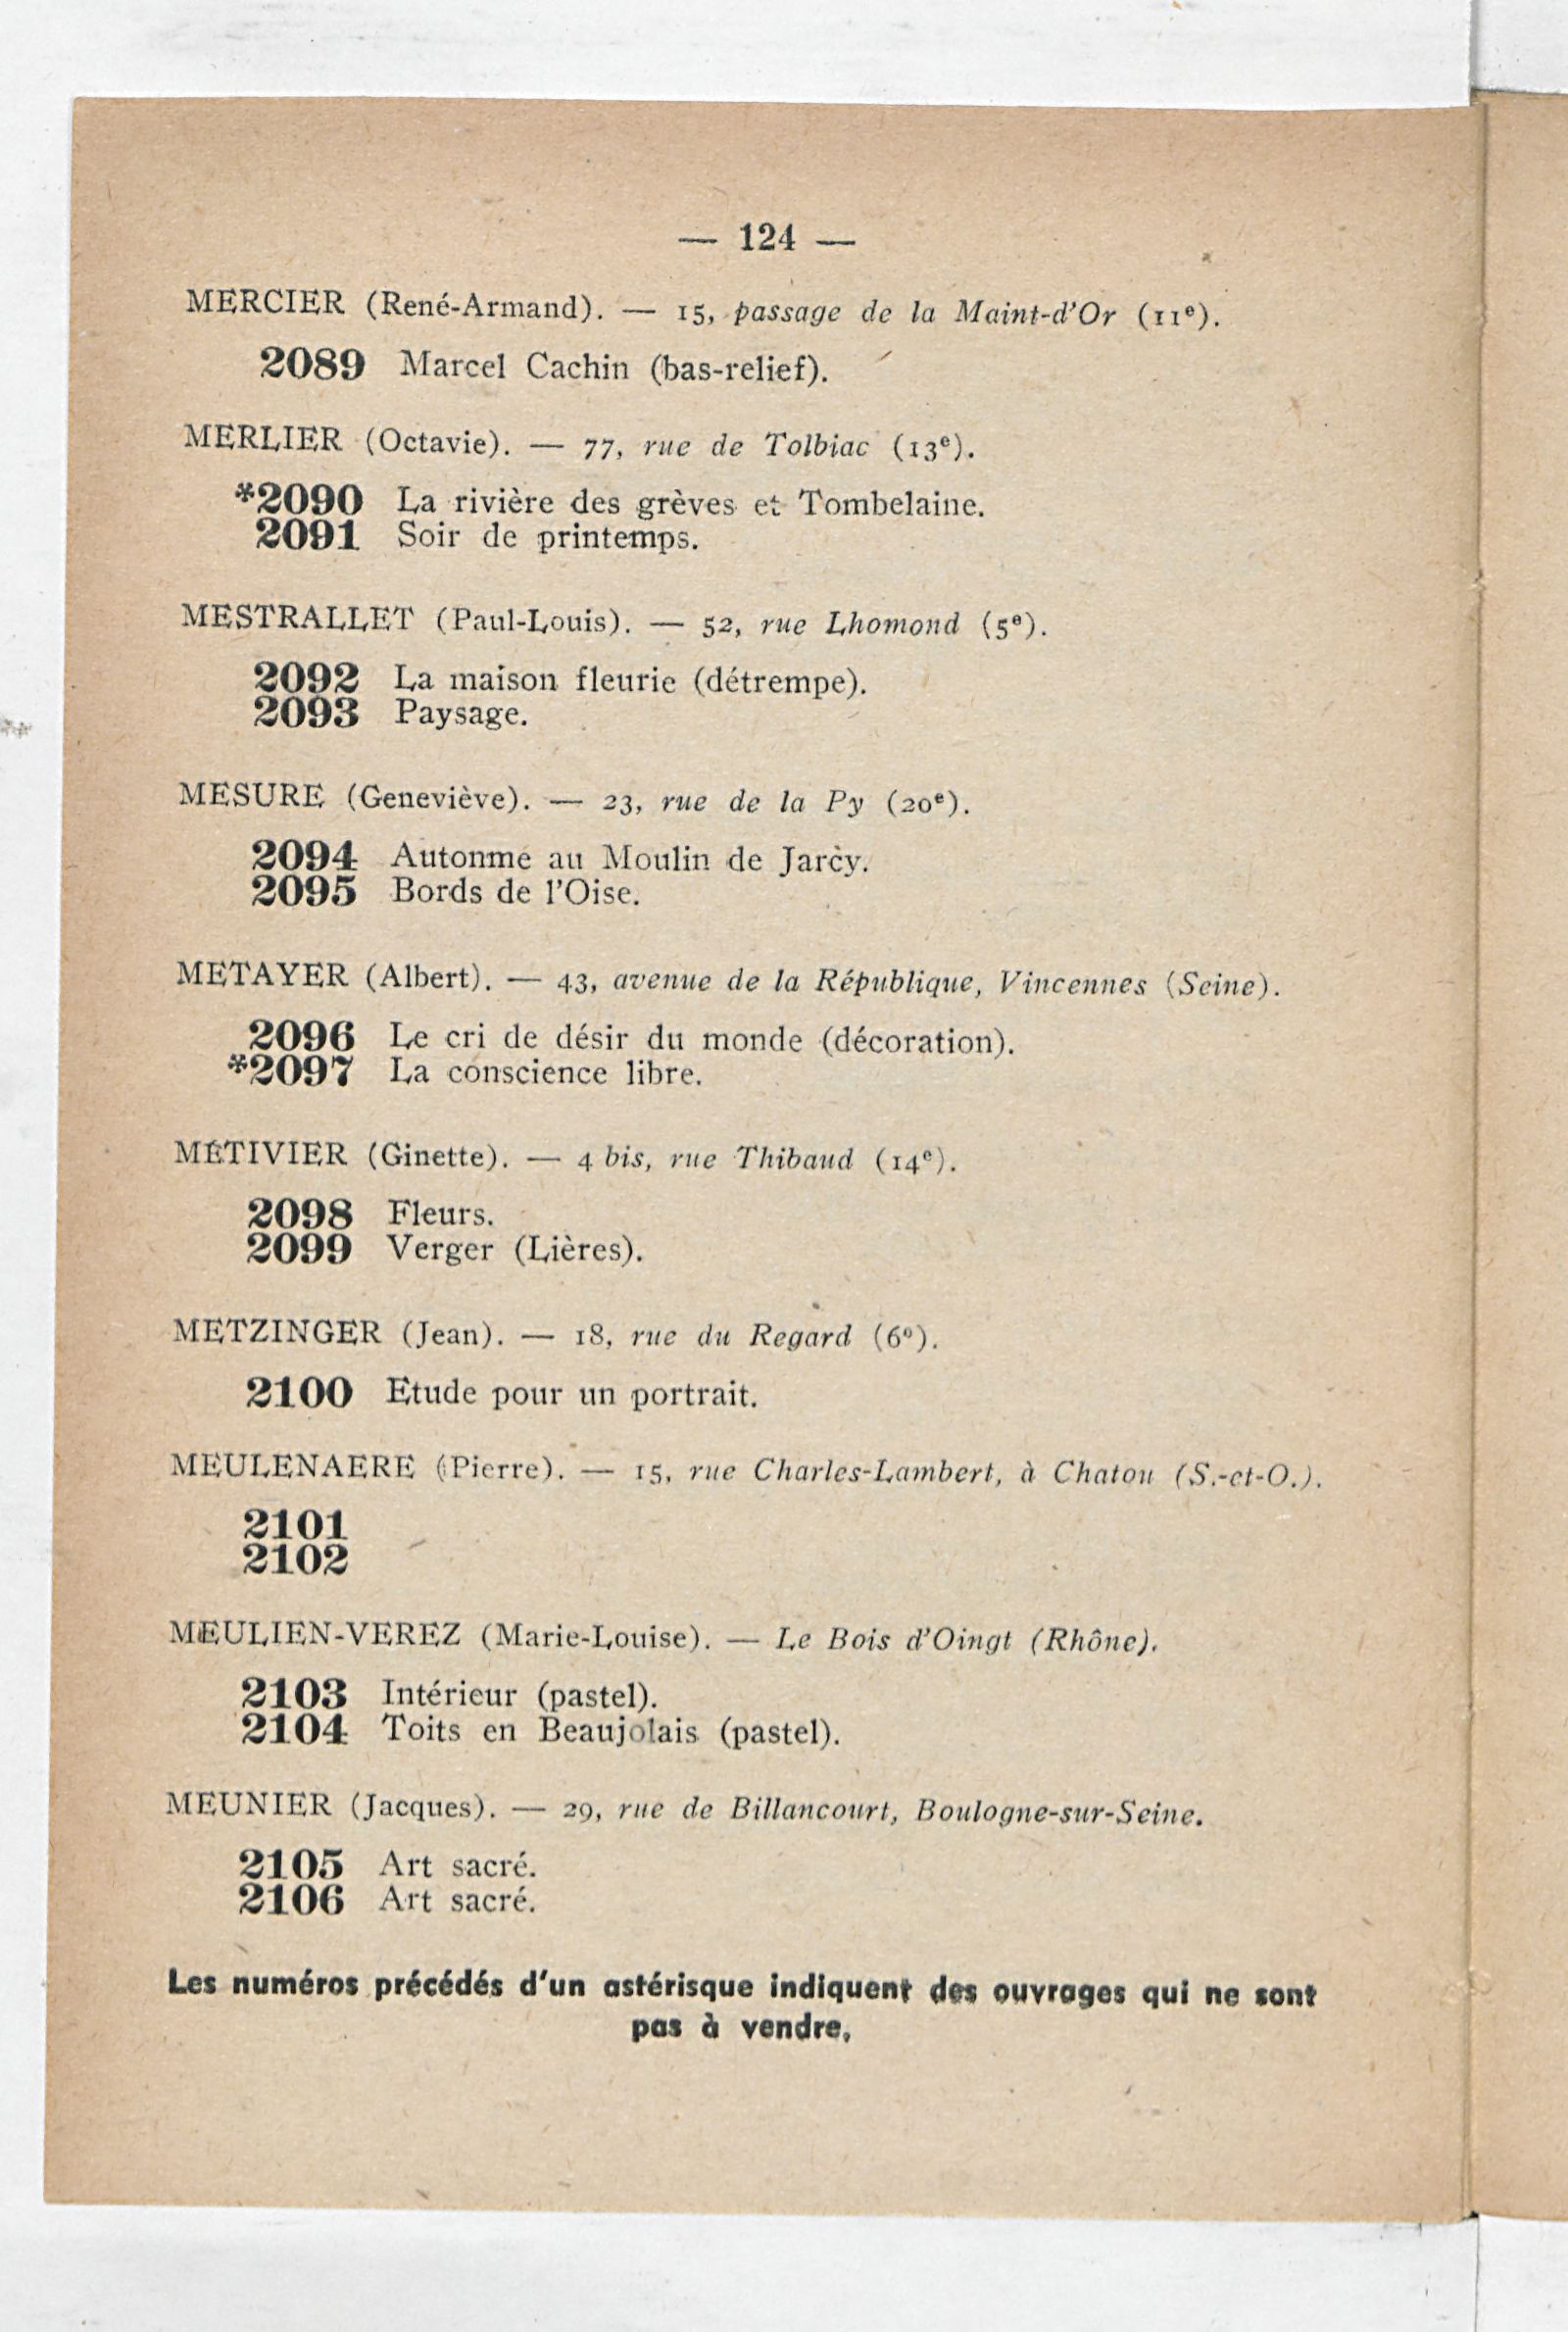 — 124 —
MERCIER (René-Armand). — 15, passage de la Maint-d'Or (11e).
2089 Marcel Cachin (bas-relief).
MERLIER (Octavie). — 77, rue de Tolbiac (13e).
*2090 La rivière des grèves et Tombelaine.
2091 Soir de printemps.
MESTRALLET (Paul-Louis). — 52, rue Lhomond (5e).
2092 La maison fleurie (détrempe).
2093 Paysage.
MESURE (Geneviève). — 23, rue de la Py (20e).
2094 Autonme au Moulin de Jarcy.
2095 Bords de l'Oise.
METAYER (Albert). — 43, avenue de la République, Vincennes (Seine).
2096 Le cri de désir du monde (décoration).
*2097 La conscience libre.
MÉTIVIER (Ginette). — 4 bis, rue Thibaud (14e).
2098 Fleurs.
2099 Verger (Lières).
METZINGER (Jean). — 18, rue du Regard (6e).
2100 Etude pour un portrait.
MEULENAERE (Pierre). — 15, rue Charles-Lambert, à Chatou (S.-et-O.).
2101
2102
MEULIEN-VEREZ (Marie-Louise). — Le Bois d'Oingt (Rhône).
2103 Intérieur (pastel).
2104 Toits en Beaujolais (pastel).
MEUNIER (Jacques). — 29, rue de Billancourt, Boulogne-sur-Seine.
2105 Art sacré.
2106 Art sacré.
Les numéros précédés d'un astérisque indiquent des ouvrages qui ne sont
pas à vendre.